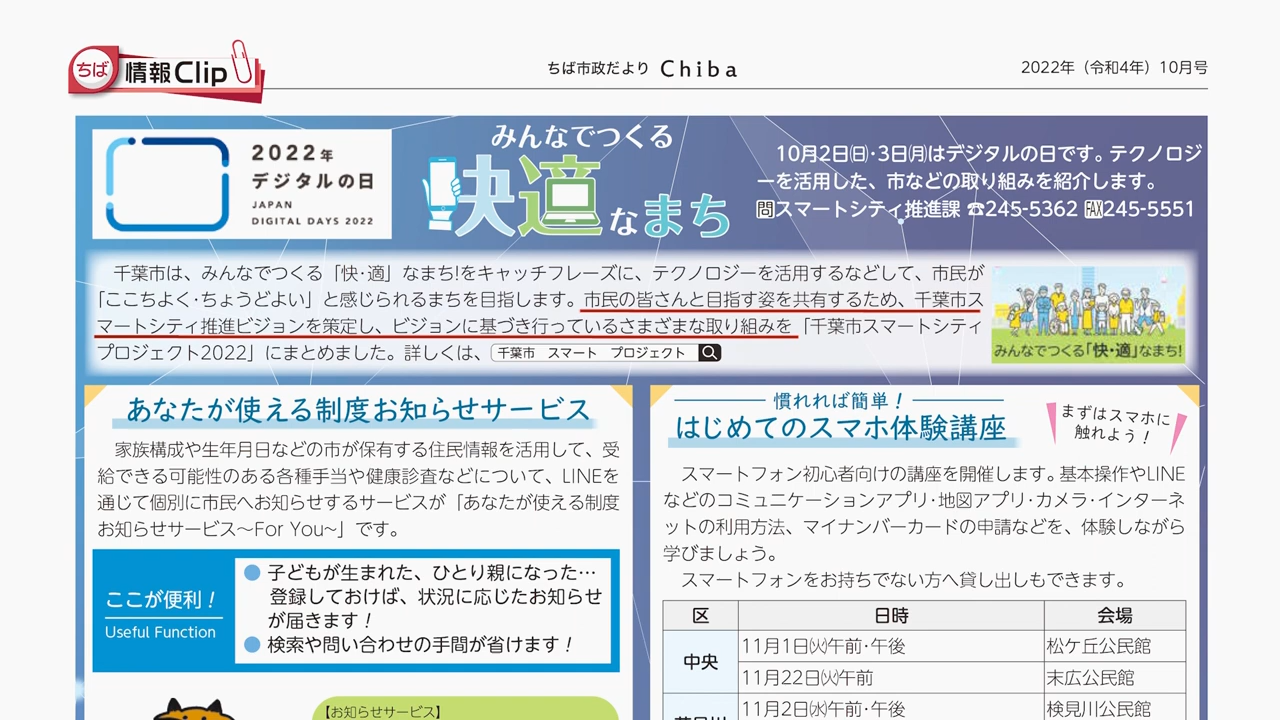 ちば
情報Clip
ちば市政だより Chiba
2022年（令和4年）10月号
2022年
デジタルの日
JAPAN
DIGITAL DAYS 2022
みんなでつくる
快適なまち
10月2日㈰･3日㈪はデジタルの日です。テクノロジ
ーを活用した、市などの取り組みを紹介します。
問スマートシティ推進課 ☎245-5362 FAX245-5551
千葉市は、みんなでつくる「快･適」なまち!をキャッチフレーズに、テクノロジーを活用するなどして、市民が
「ここちよく･ちょうどよい」と感じられるまちを目指します。市民の皆さんと目指す姿を共有するため、千葉市ス
マートシティ推進ビジョンを策定し、ビジョンに基づき行っているさまざまな取り組みを「千葉市スマートシティ
プロジェクト2022」にまとめました。詳しくは、 千葉市 スマート プロジェクト
みんなでつくる「快･適」なまち!
あなたが使える制度お知らせサービス
家族構成や生年月日などの市が保有する住民情報を活用して、受
給できる可能性のある各種手当や健康診査などについて、LINEを
通じて個別に市民へお知らせするサービスが「あなたが使える制度
お知らせサービス〜For You〜」です。
ここが便利！
Useful Function
● 子どもが生まれた、ひとり親になった…
登録しておけば、状況に応じたお知らせ
が届きます！
● 検索や問い合わせの手間が省けます！
【お知らせサービス】
慣れれば簡単！
はじめてのスマホ体験講座
まずはスマホに
触れよう！
スマートフォン初心者向けの講座を開催します。基本操作やLINE
などのコミュニケーションアプリ･地図アプリ･カメラ･インターネ
ットの利用方法、マイナンバーカードの申請などを、体験しながら
学びましょう。
スマートフォンをお持ちでない方へ貸し出しもできます。
区 日時 会場
中央 11月1日㈫午前･午後 松ケ丘公民館
11月22日㈫午前 末広公民館
11月2日㈬午前･午後 検見川公民館